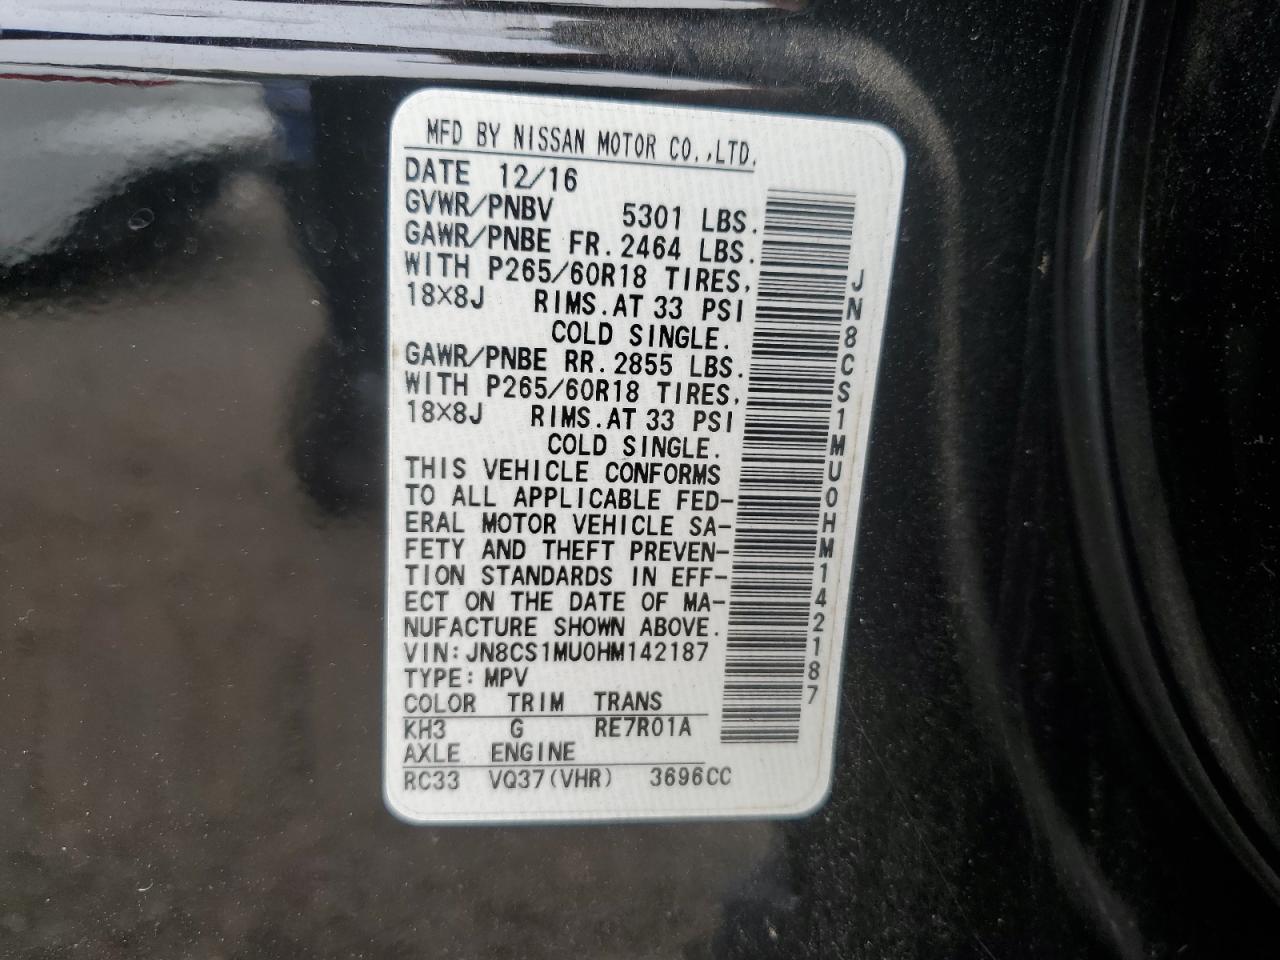 MFD BY NISSAN MOTOR CO.,LTD.
DATE 12/16
GVWR/PNBV 5301 LBS.
GAWR/PNBE FR. 2464 LBS.
WITH P265/60R18 TIRES,
18×8J RIMS.AT 33 PSI
COLD SINGLE.
GAWR/PNBE RR. 2855 LBS.
WITH P265/60R18 TIRES,
18×8J RIMS.AT 33 PSI
COLD SINGLE.
THIS VEHICLE CONFORMS
TO ALL APPLICABLE FED-
ERAL MOTOR VEHICLE SA-
FETY AND THEFT PREVEN-
TION STANDARDS IN EFF-
ECT ON THE DATE OF MA-
NUFACTURE SHOWN ABOVE.
VIN: JN8CS1MU0HM142187
TYPE: MPV
COLOR TRIM TRANS
KH3 G RE7R01A
AXLE ENGINE
RC33 VQ37(VHR) 3696CC
JN8CS1MU0HM142187